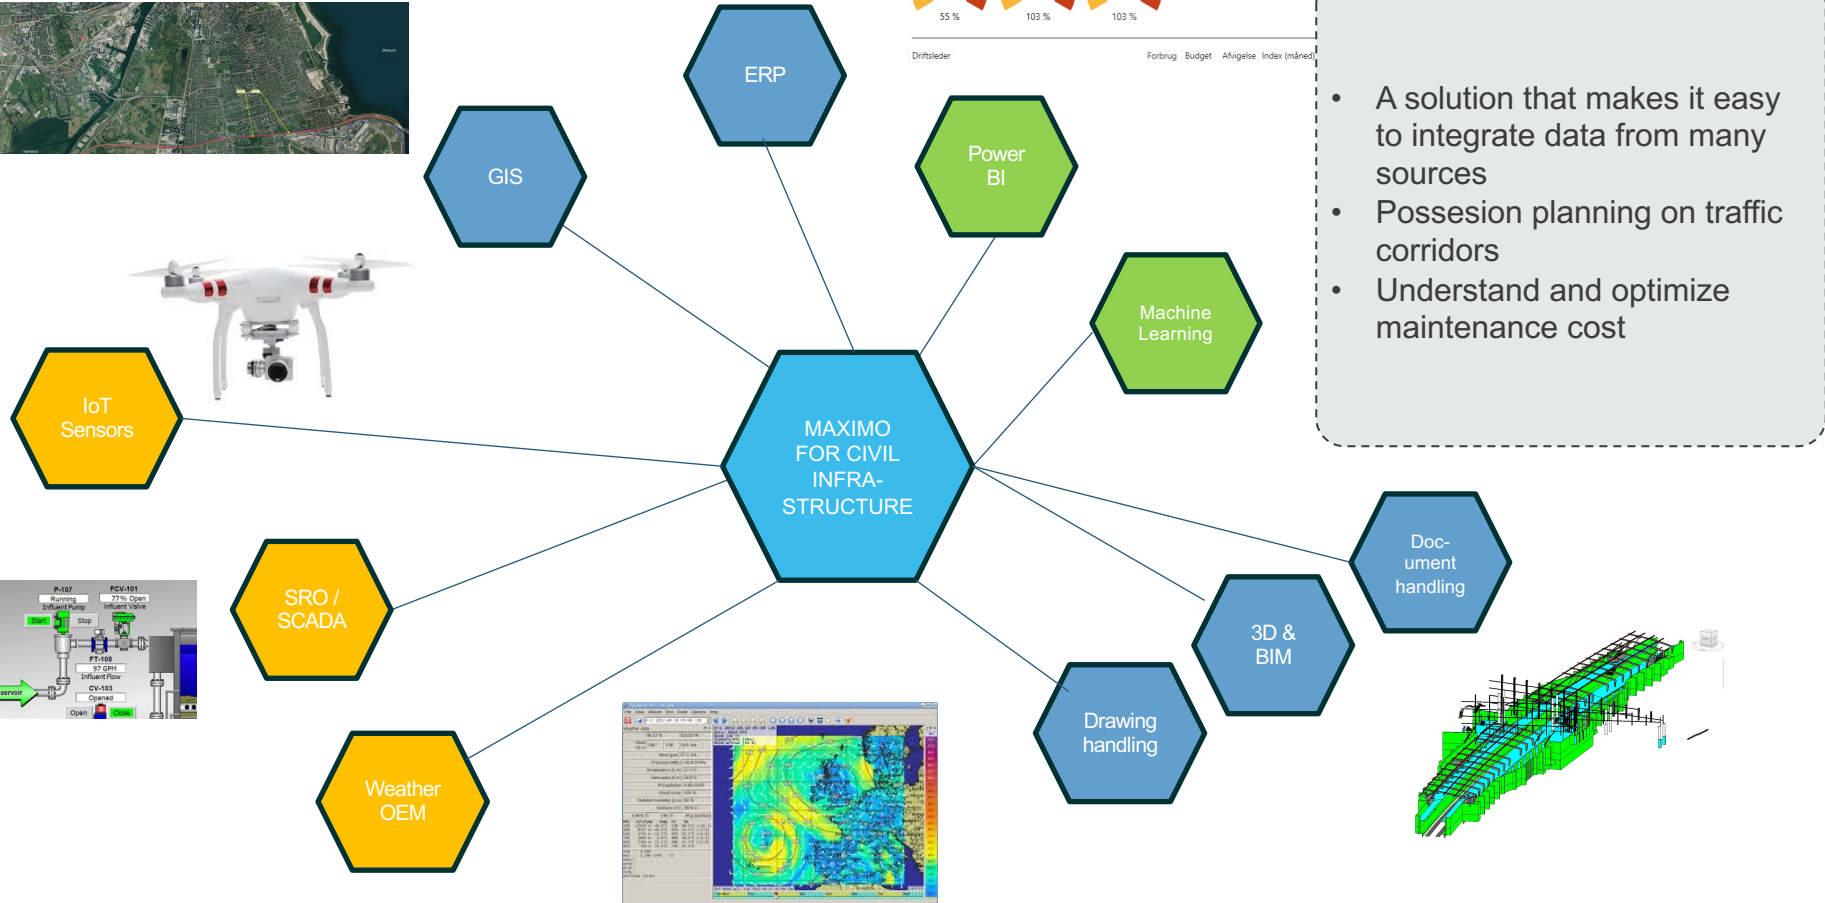 55 %
103 %
103 %
Driftsleder
Forbrug Budget Afvigelse Index (måned)
ERP
GIS
Power
BI
Machine
Learning
• A solution that makes it easy
to integrate data from many
sources
• Possesion planning on traffic
corridors
• Understand and optimize
maintenance cost
IoT
Sensors
MAXIMO
FOR CIVIL
INFRA-
STRUCTURE
Doc-
ument
handling
SRO /
SCADA
3D &
BIM
Drawing
handling
Weather
OEM
P-107
Running
Influent Pump
Start
Stop
FCV-101
77% Open
Influent Valve
FT-108
97 GPM
Influent Flow
CV-103
Opened
Open
Close